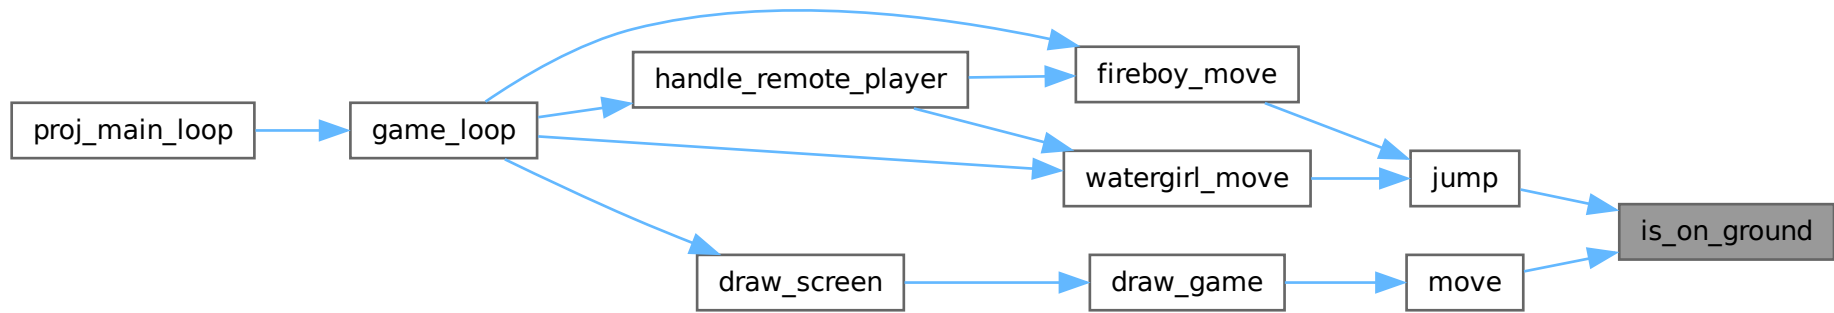 proj_main_loop
game_loop
handle_remote_player
draw_screen
fireboy_move
watergirl_move
draw_game
jump
move
is_on_ground